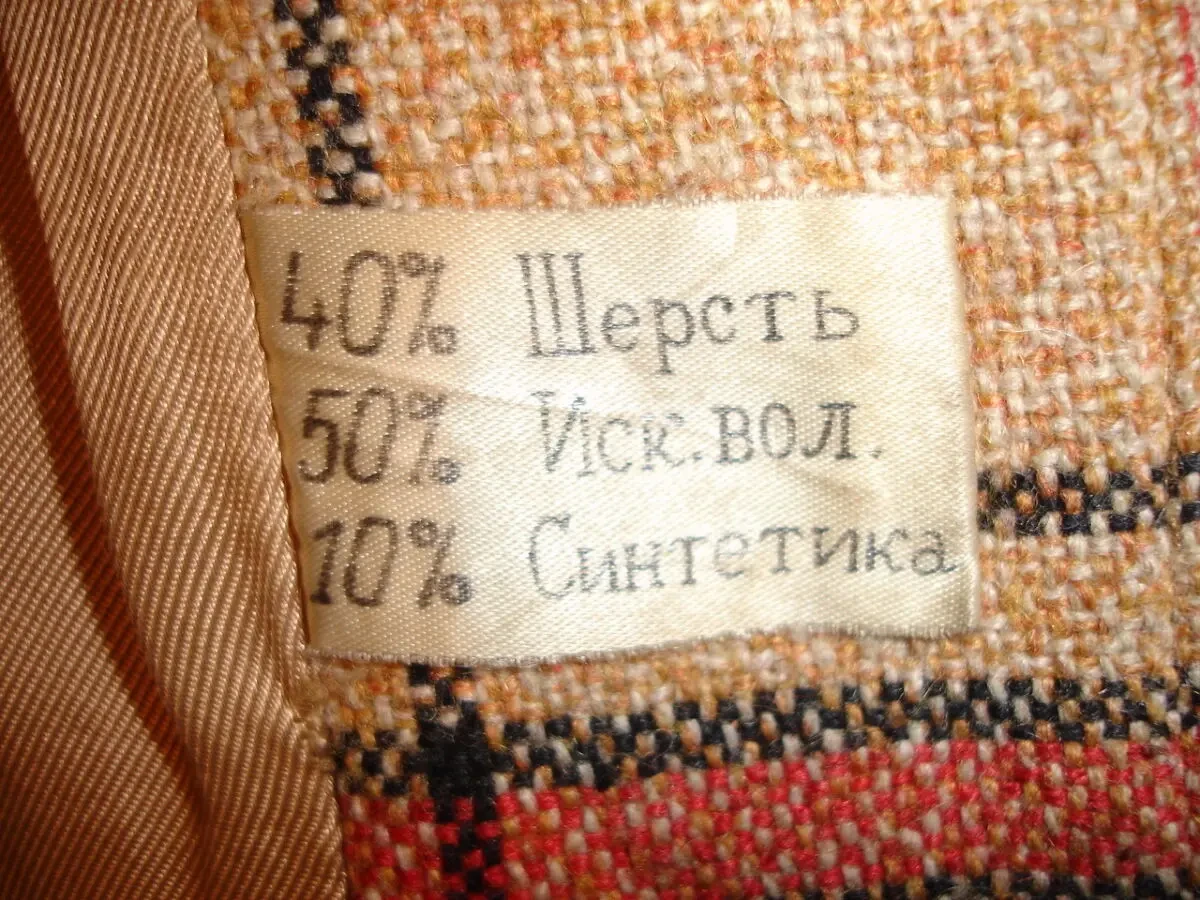 40% Шерсть
50% Иск.вол.
10% Синтетика